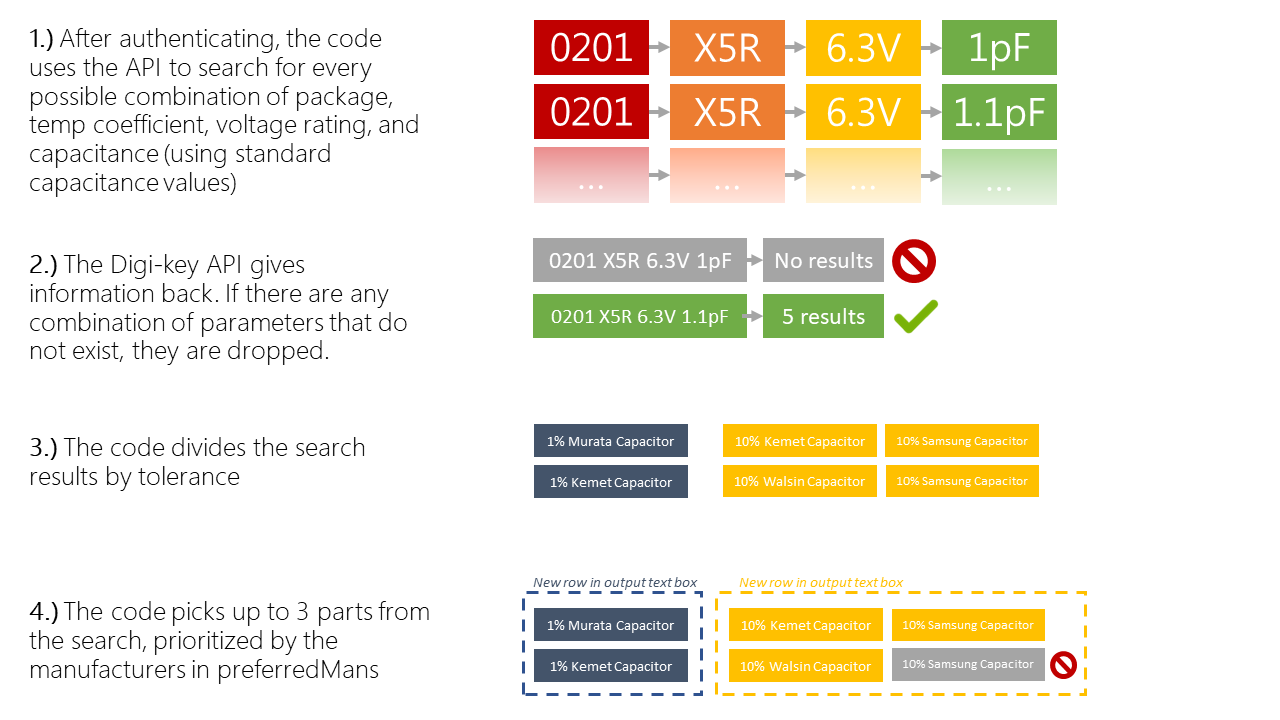 1.) After authenticating, the code
uses the API to search for every
possible combination of package,
temp coefficient, voltage rating, and
capacitance (using standard
capacitance values)
0201 X5R 6.3V 1pF
0201 X5R 6.3V 1.1pF
... ... ... ...
2.) The Digi-key API gives
information back. If there are any
combination of parameters that do
not exist, they are dropped.
0201 X5R 6.3V 1pF No results
0201 X5R 6.3V 1.1pF 5 results
3.) The code divides the search
results by tolerance
1% Murata Capacitor 10% Kemet Capacitor 10% Samsung Capacitor
1% Kemet Capacitor 10% Walsin Capacitor 10% Samsung Capacitor
4.) The code picks up to 3 parts from
the search, prioritized by the
manufacturers in preferredMans
New row in output text box New row in output text box
1% Murata Capacitor 10% Kemet Capacitor 10% Samsung Capacitor
1% Kemet Capacitor 10% Walsin Capacitor 10% Samsung Capacitor